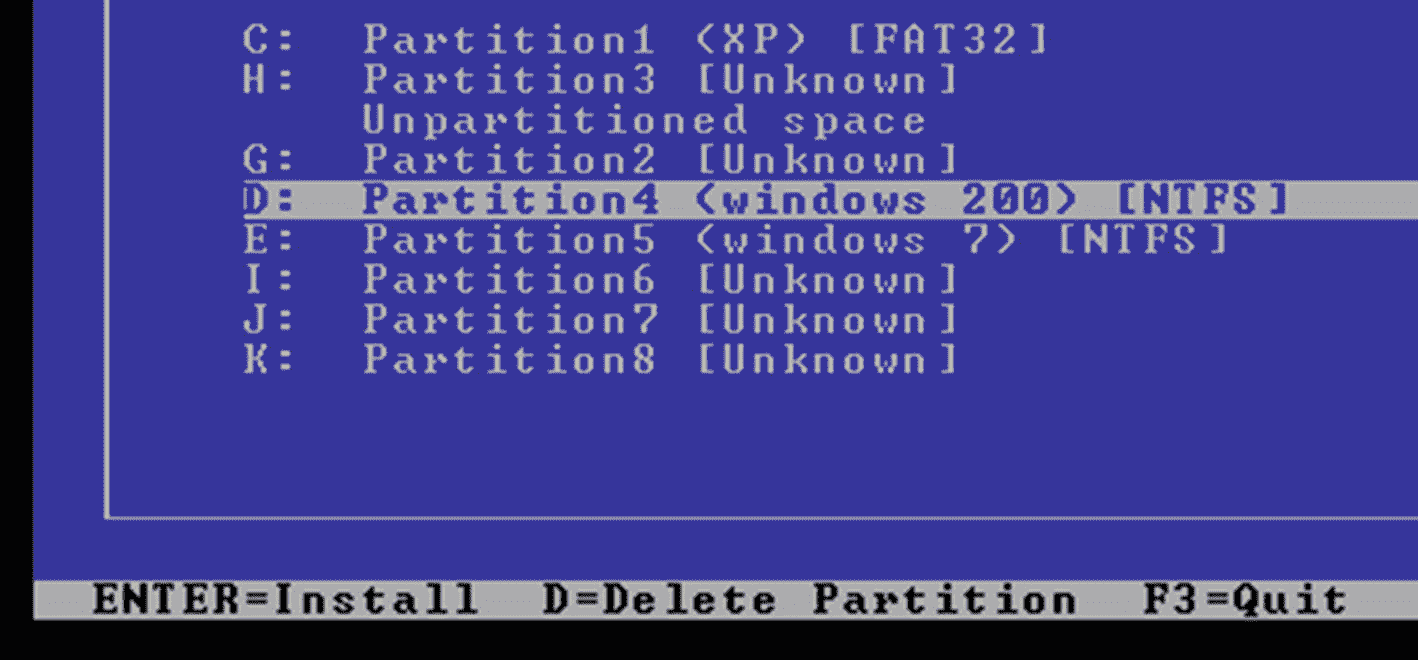 C: Partition1 (XP) [FAT32]
H: Partition3 [Unknown]
Unpartitioned space
G: Partition2 [Unknown]
D: Partition4 (windows 200) [NTFS]
E: Partition5 (windows 7) [NTFS]
I: Partition6 [Unknown]
J: Partition7 [Unknown]
K: Partition8 [Unknown]
ENTER=Install D=Delete Partition F3=Quit